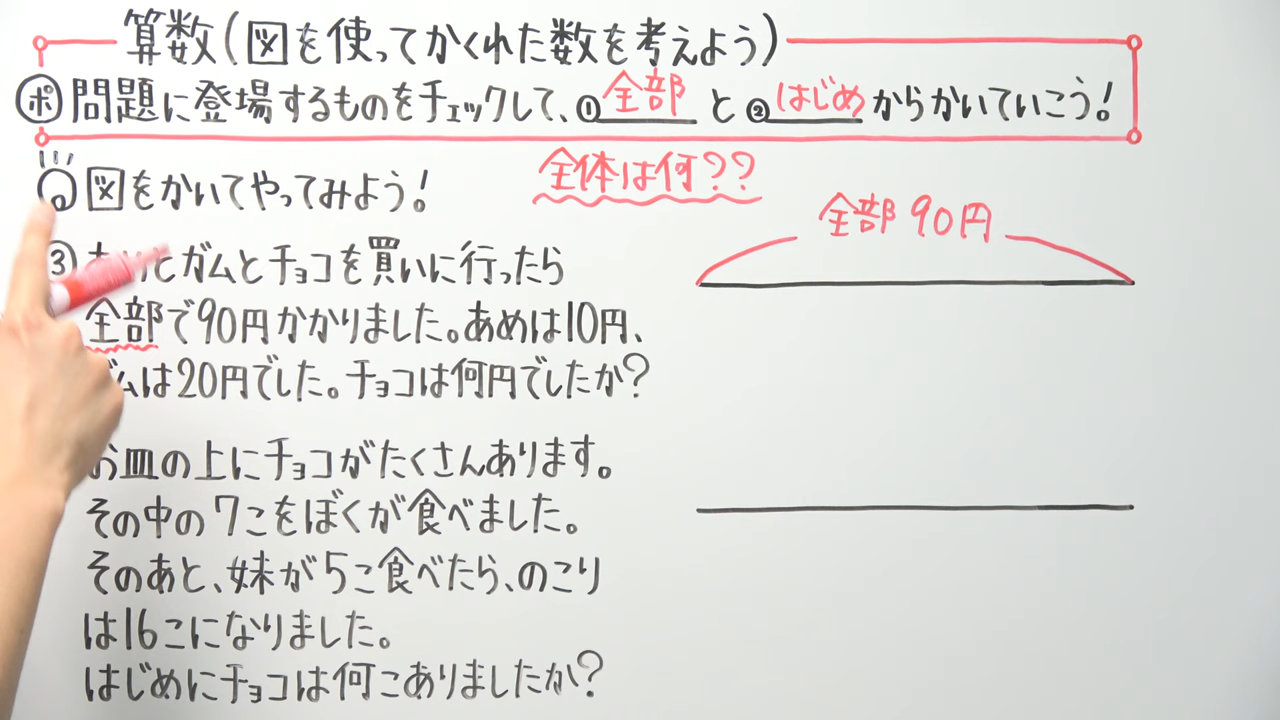 算数(図を使ってかくれた数を考えよう)
ポ 問題に登場するものをチェックして、①全部 と ②はじめ からかいていこう!
図をかいてやってみよう!
全体は何??
全部 90円
③ とガムとチョコを買いに行ったら
全部で90円かかりました。あめは10円、
ムは20円でした。チョコは何円でしたか?
お皿の上にチョコがたくさんあります。
その中の7こをぼくが食べました。
そのあと、妹が5こ食べたら、のこり
は16こになりました。
はじめにチョコは何こありましたか?